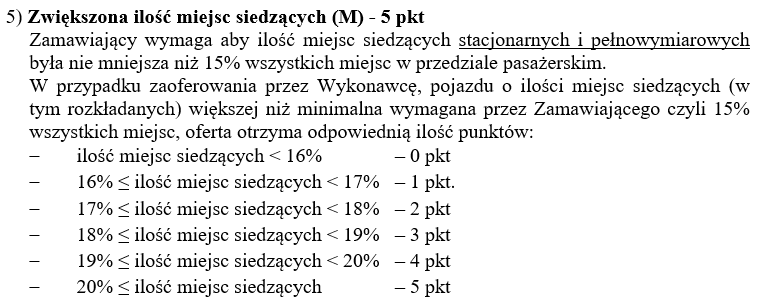 5) Zwiększona ilość miejsc siedzących (M) - 5 pkt
Zamawiający wymaga aby ilość miejsc siedzących stacjonarnych i pełnowymiarowych
była nie mniejsza niż 15% wszystkich miejsc w przedziale pasażerskim.
W przypadku zaoferowania przez Wykonawcę, pojazdu o ilości miejsc siedzących (w
tym rozkładanych) większej niż minimalna wymagana przez Zamawiającego czyli 15%
wszystkich miejsc, oferta otrzyma odpowiednią ilość punktów:
– ilość miejsc siedzących < 16% – 0 pkt
– 16% ≤ ilość miejsc siedzących < 17% – 1 pkt.
– 17% ≤ ilość miejsc siedzących < 18% – 2 pkt
– 18% ≤ ilość miejsc siedzących < 19% – 3 pkt
– 19% ≤ ilość miejsc siedzących < 20% – 4 pkt
– 20% ≤ ilość miejsc siedzących – 5 pkt